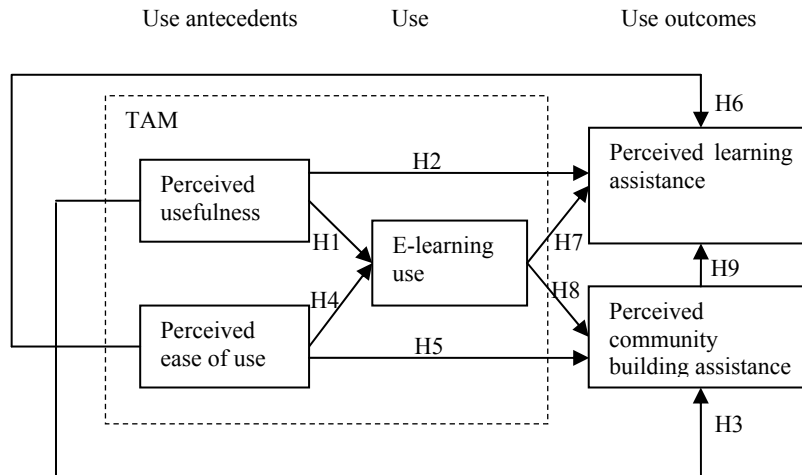 Use antecedents Use Use outcomes
H6
TAM
H2
Perceived learning
assistance
Perceived
usefulness
H1
E-learning
use
H7
H9
H4
H8
Perceived
ease of use
H5
Perceived
community
building assistance
H3